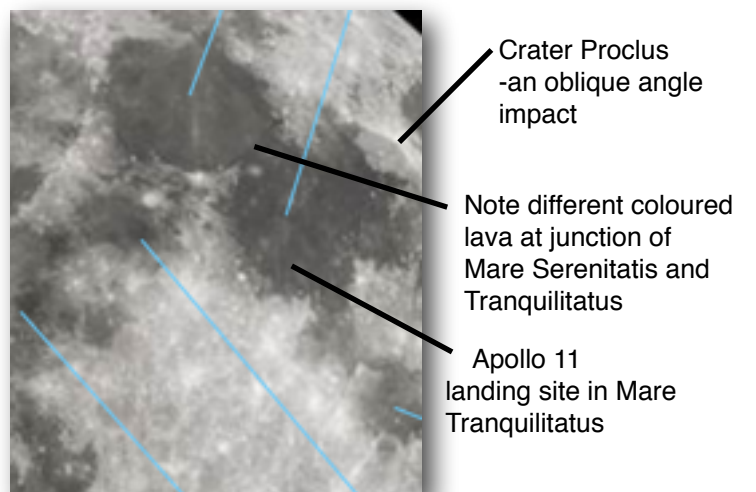 Crater Proclus
-an oblique angle
impact
Note different coloured
lava at junction of
Mare Serenitatis and
Tranquilitatus
Apollo 11
landing site in Mare
Tranquilitatus